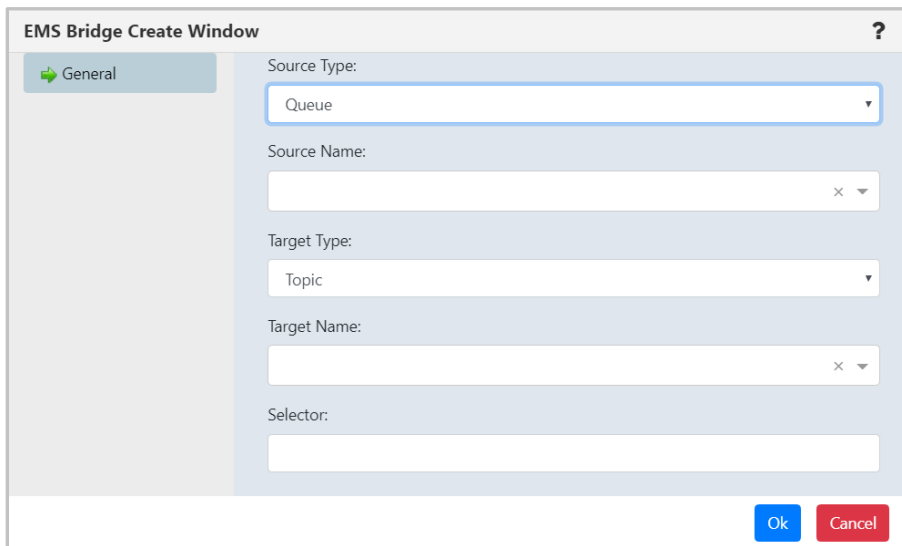 EMS Bridge Create Window
?
General
Source Type:
Queue
Source Name:
Target Type:
Topic
Target Name:
Selector:
Ok
Cancel